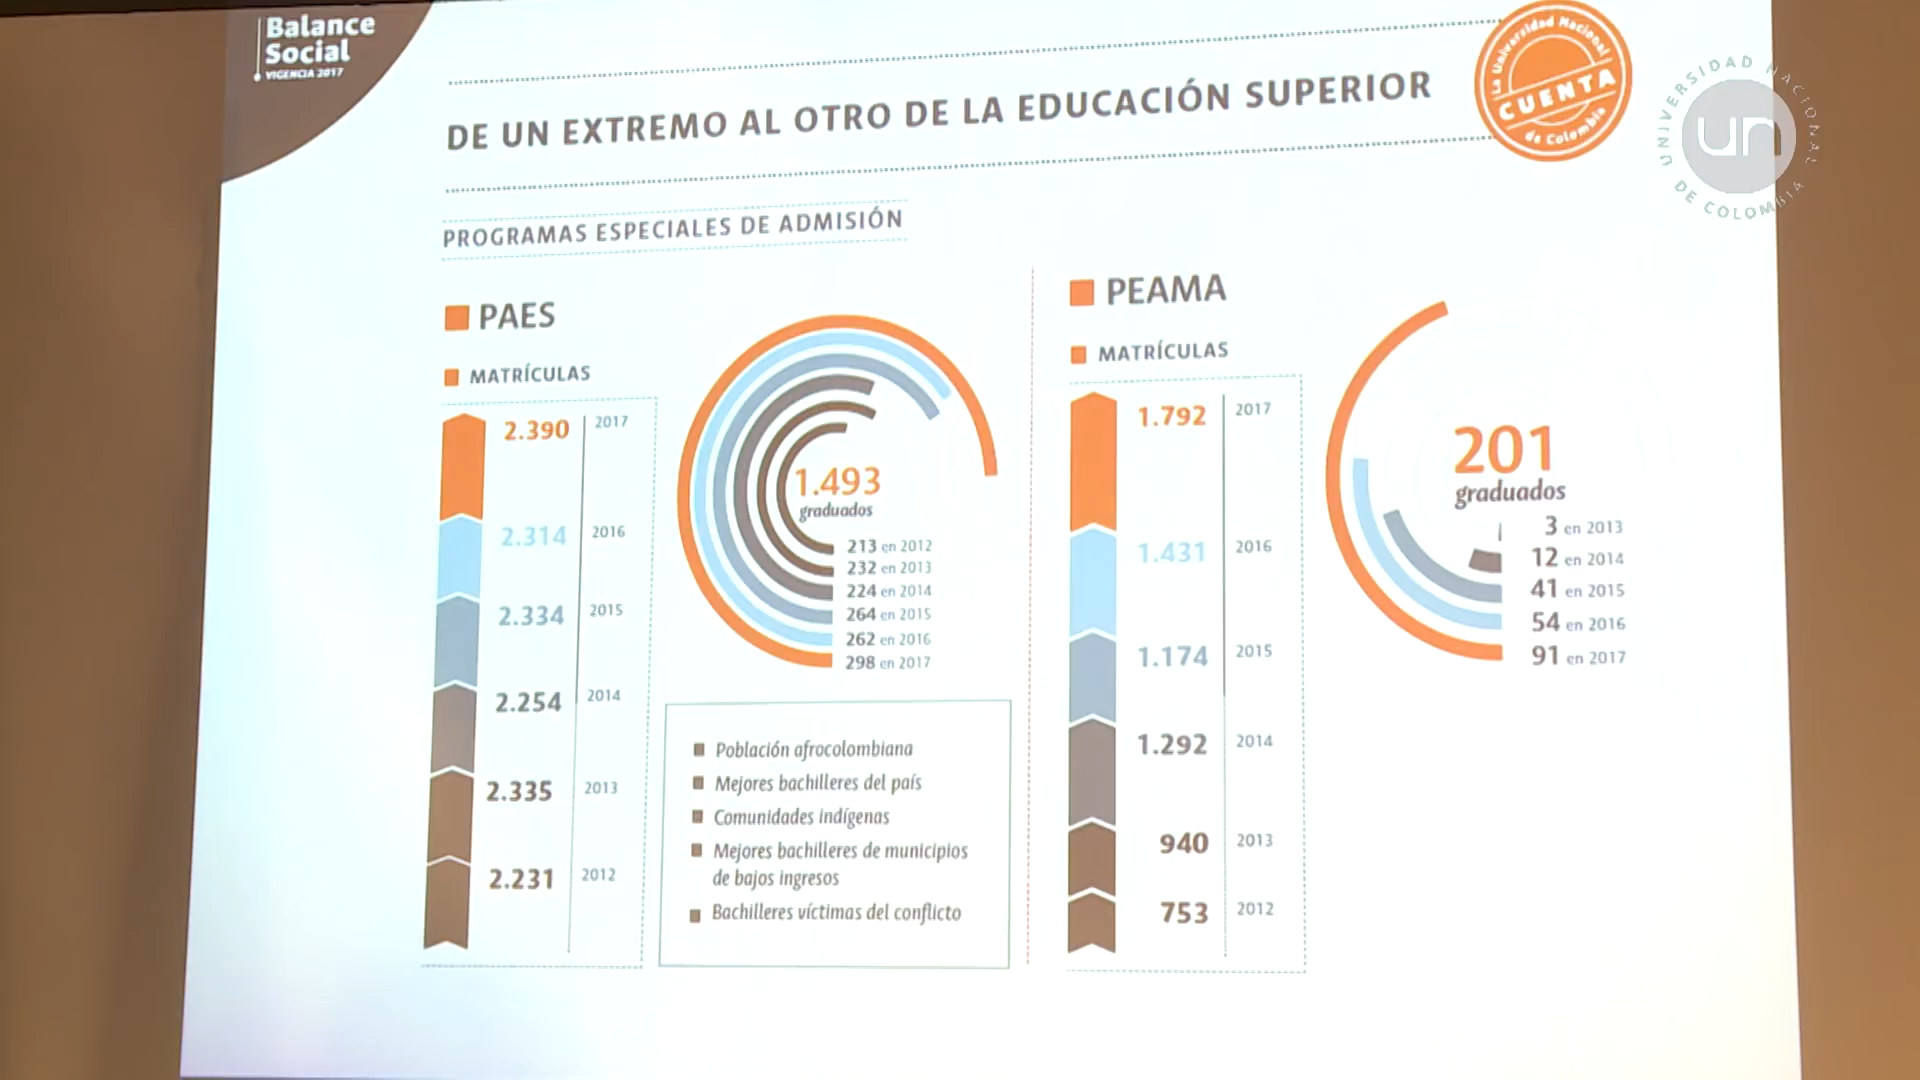 Balance
Social
VIGENCIA 2017
DE UN EXTREMO AL OTRO DE LA EDUCACIÓN SUPERIOR
La Universidad Nacional
CUENTA
de Colombia
UNIVERSIDAD NACIONAL
DE COLOMBIA
un
PROGRAMAS ESPECIALES DE ADMISIÓN
PAES
MATRÍCULAS
2.390 2017
2.314 2016
2.334 2015
2.254 2014
2.335 2013
2.231 2012
1.493
graduados
213 en 2012
232 en 2013
224 en 2014
264 en 2015
262 en 2016
298 en 2017
Población afrocolombiana
Mejores bachilleres del país
Comunidades indígenas
Mejores bachilleres de municipios
de bajos ingresos
Bachilleres víctimas del conflicto
PEAMA
MATRÍCULAS
1.792 2017
1.431 2016
1.174 2015
1.292 2014
940 2013
753 2012
201
graduados
3 en 2013
12 en 2014
41 en 2015
54 en 2016
91 en 2017